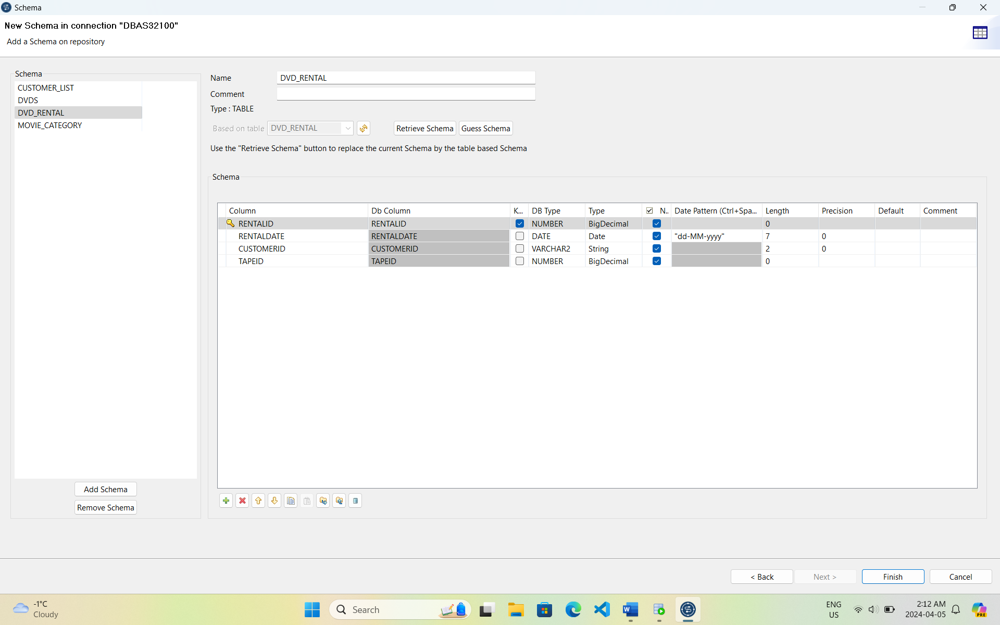 Schema
New Schema in connection "DBAS32100"
Add a Schema on repository
Schema
CUSTOMER_LIST
DVDS
DVD_RENTAL
MOVIE_CATEGORY
Add Schema
Remove Schema
Name DVD_RENTAL
Comment
Type : TABLE
Based on table DVD_RENTAL Retrieve Schema Guess Schema
Use the "Retrieve Schema" button to replace the current Schema by the table based Schema
Schema
Column Db Column K... DB Type Type N.. Date Pattern (Ctrl+Spa... Length Precision Default Comment
RENTALID RENTALID NUMBER BigDecimal 0
RENTALDATE RENTALDATE DATE Date "dd-MM-yyyy" 7 0
CUSTOMERID CUSTOMERID VARCHAR2 String 2 0
TAPEID TAPEID NUMBER BigDecimal 0
< Back Next > Finish Cancel
-1°C
Cloudy
Search
W
ENG
US
2:12 AM
2024-04-05
PRE